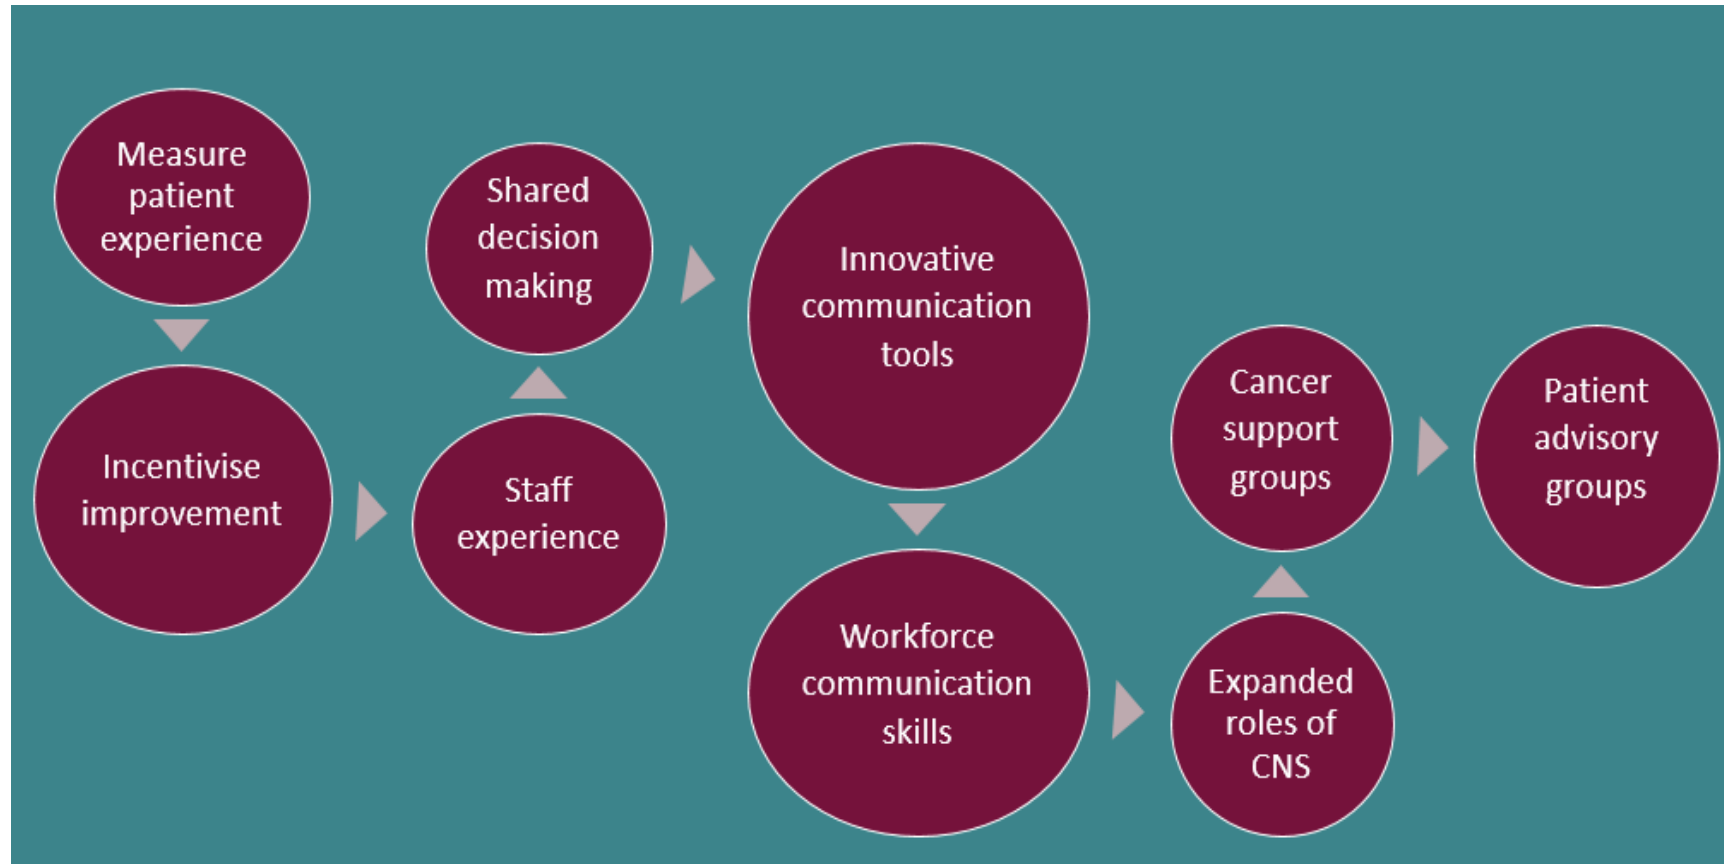 Measure
patient
experience
Incentivise
improvement
Staff
experience
Shared
decision
making
Innovative
communication
tools
Workforce
communication
skills
Expanded
roles of
CNS
Cancer
support
groups
Patient
advisory
groups